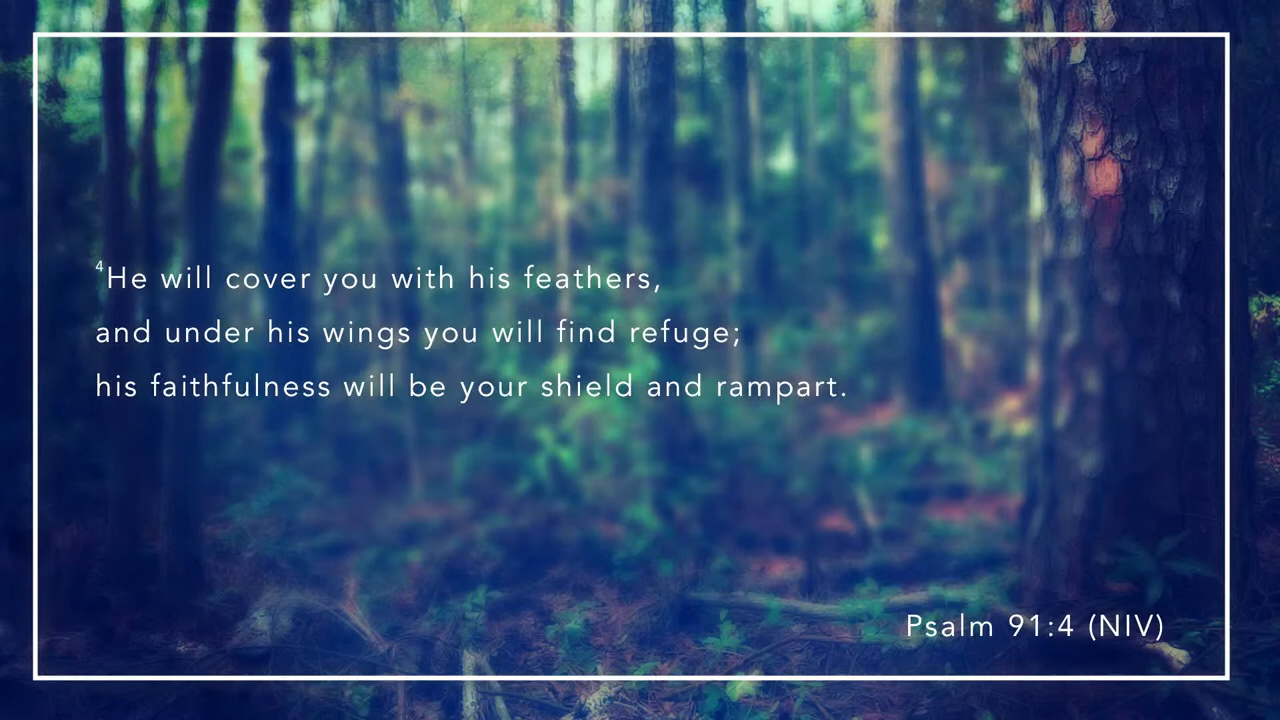 ⁴He will cover you with his feathers,
and under his wings you will find refuge;
his faithfulness will be your shield and rampart.
Psalm 91:4 (NIV)